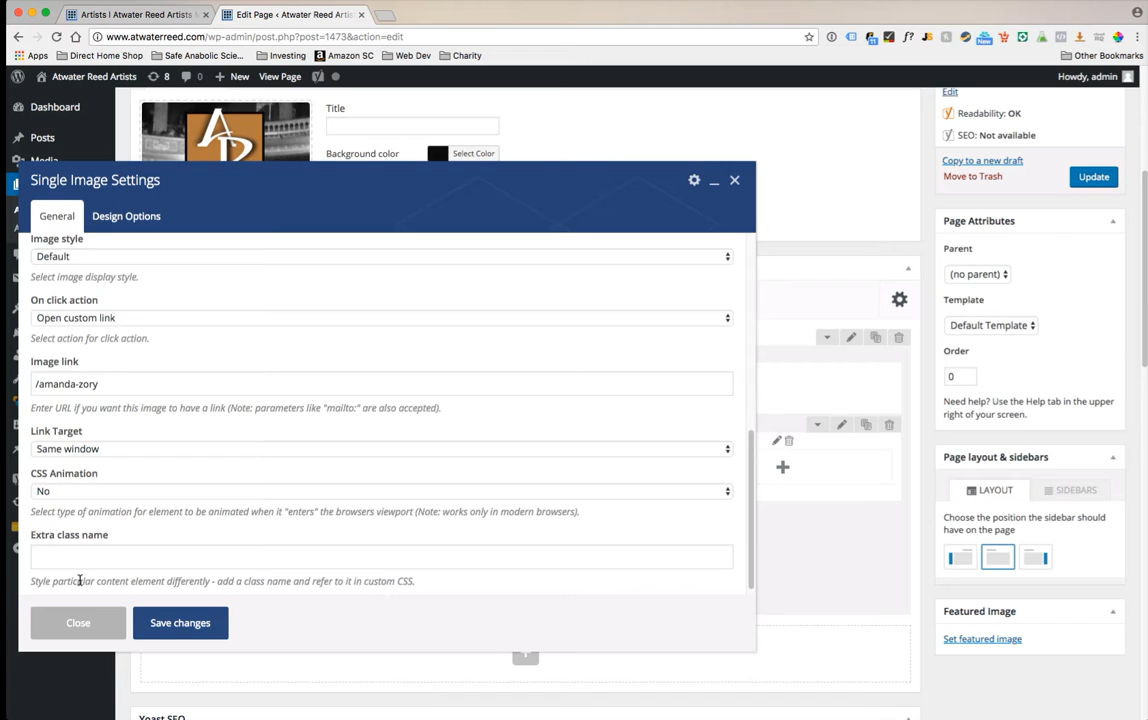 Artists | Atwater Reed Artists
Edit Page < Atwater Reed Artis
www.atwaterreed.com/wp-admin/post.php?post=1473&action=edit
Apps
Direct Home Shop
Safe Anabolic Scie...
Investing
Amazon SC
Web Dev
Charity
Other Bookmarks
Atwater Reed Artists
8
New
View Page
Howdy, admin
Dashboard
Posts
Media
Title
Background color
Select Color
Edit
Readability: OK
SEO: Not available
Copy to a new draft
Move to Trash
Update
Single Image Settings
General
Design Options
Image style
Default
Select image display style.
On click action
Open custom link
Select action for click action.
Image link
/amanda-zory
Enter URL if you want this image to have a link (Note: parameters like "mailto:" are also accepted).
Link Target
Same window
CSS Animation
No
Select type of animation for element to be animated when it "enters" the browsers viewport (Note: works only in modern browsers).
Extra class name
Style particular content element differently - add a class name and refer to it in custom CSS.
Close
Save changes
Page Attributes
Parent
(no parent)
Template
Default Template
Order
0
Need help? Use the Help tab in the upper
right of your screen.
Page layout & sidebars
LAYOUT
SIDEBARS
Choose the position the sidebar should
have on the page
Featured Image
Set featured image
Yoast SEO